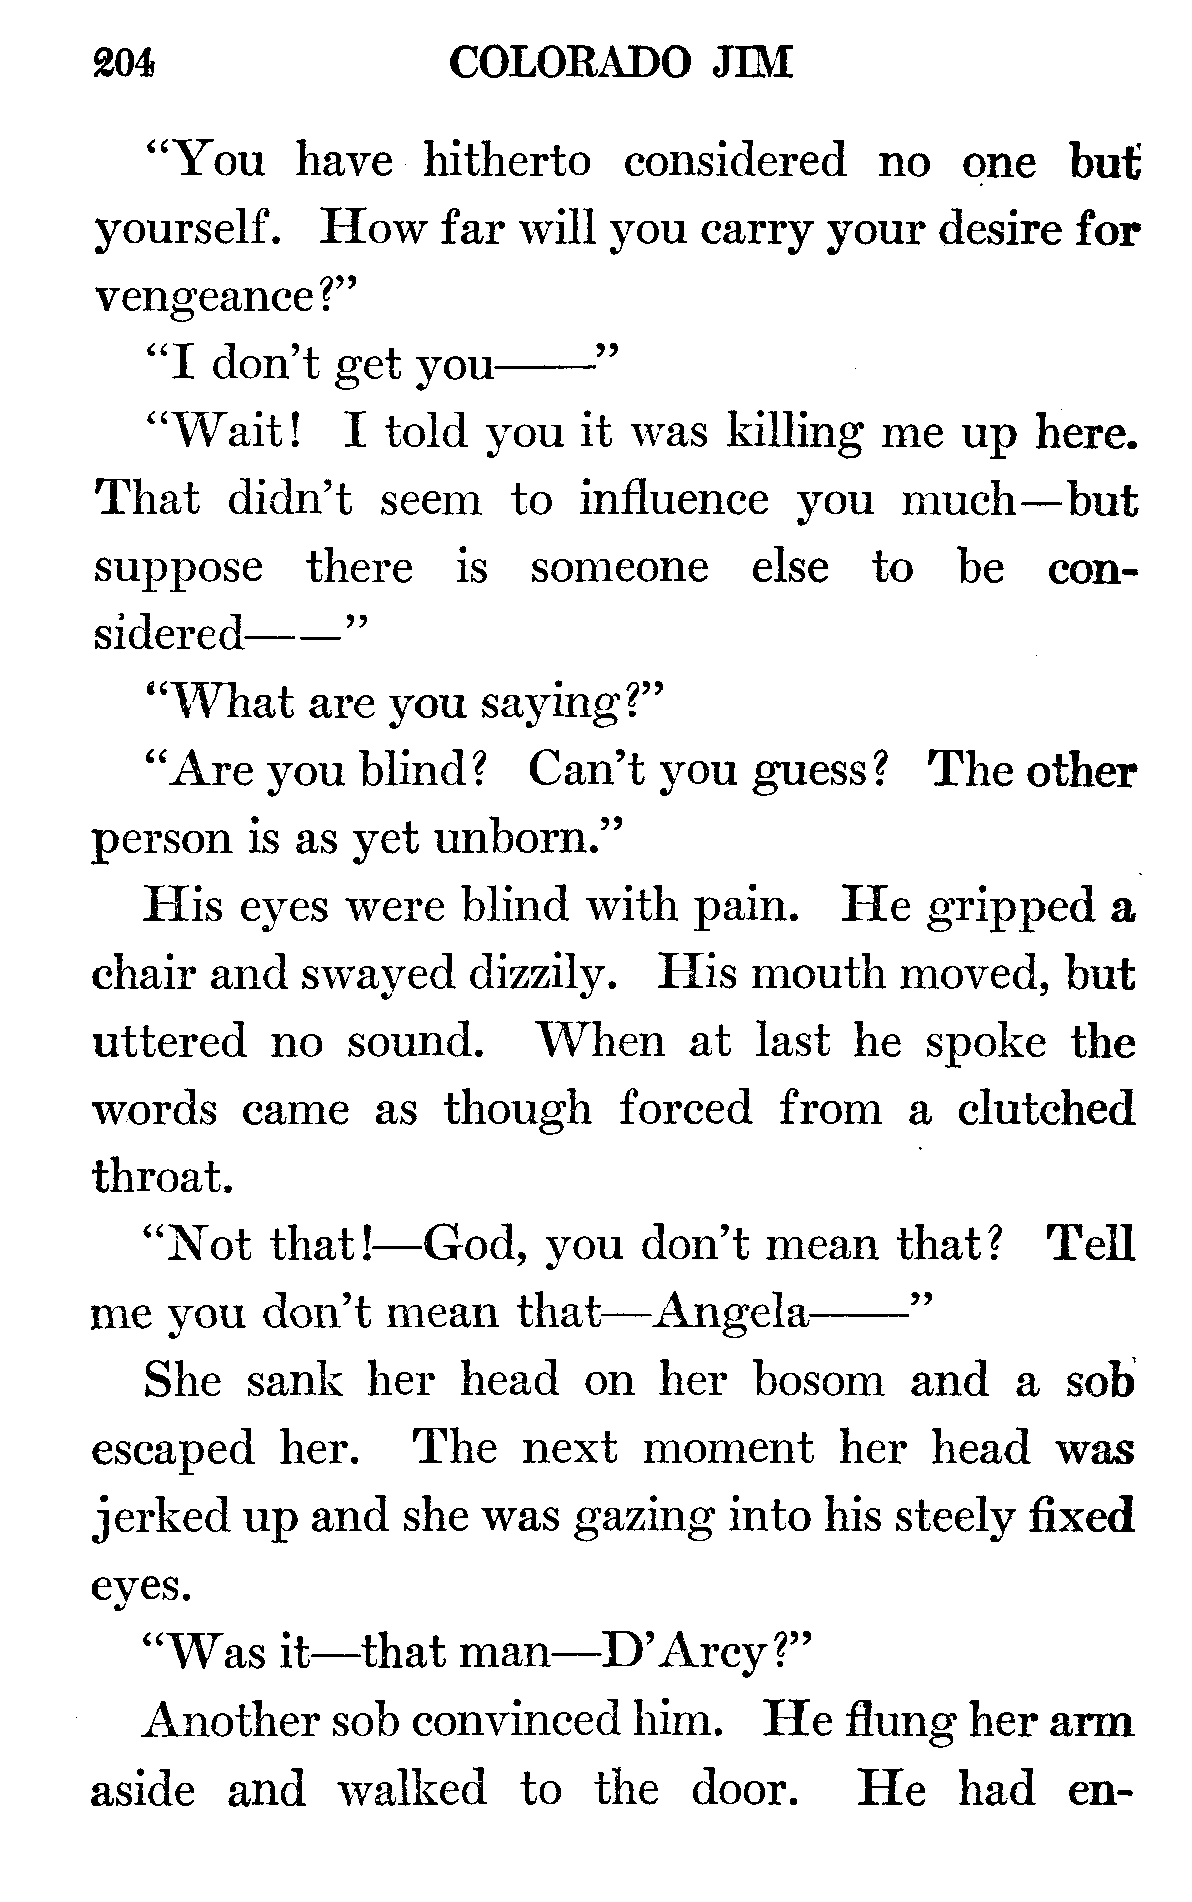 204 COLORADO JIM
“You have hitherto considered no one but
yourself. How far will you carry your desire for
vengeance?”
“I don’t get you——”
“Wait! I told you it was killing me up here.
That didn’t seem to influence you much—but
suppose there is someone else to be con-
sidered——”
“What are you saying?”
“Are you blind? Can’t you guess? The other
person is as yet unborn.”
His eyes were blind with pain. He gripped a
chair and swayed dizzily. His mouth moved, but
uttered no sound. When at last he spoke the
words came as though forced from a clutched
throat.
“Not that!—God, you don’t mean that? Tell
me you don’t mean that—Angela——”
She sank her head on her bosom and a sob
escaped her. The next moment her head was
jerked up and she was gazing into his steely fixed
eyes.
“Was it—that man—D’Arcy?”
Another sob convinced him. He flung her arm
aside and walked to the door. He had en-